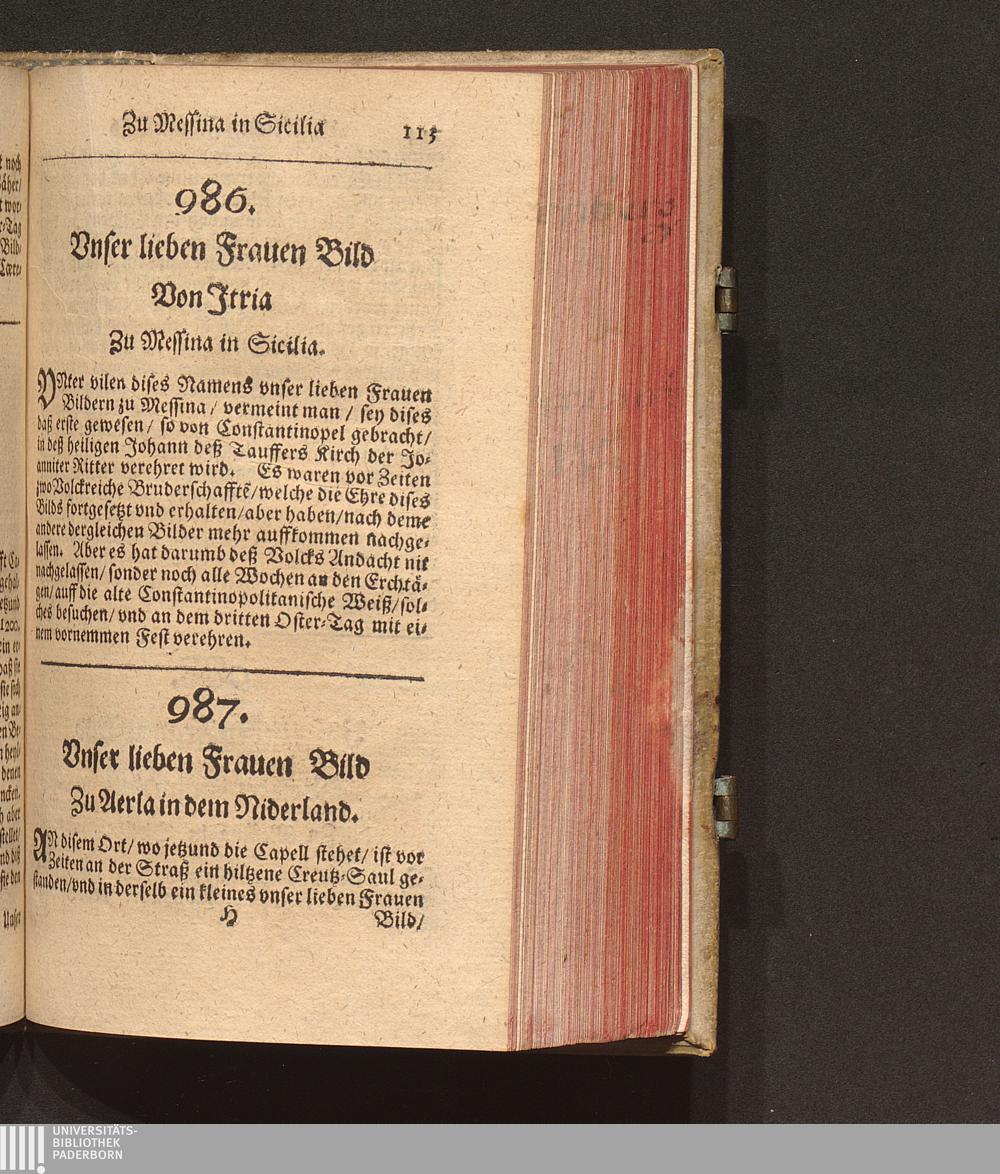 Zu Messina in Sicilia 115
986.
Vnser lieben Frauen Bild
Von Itria
Zu Messina in Sicilia.
VNter vilen dises Namens vnser lieben Frauen
Bildern zu Messina / vermeint man / sey dises
daß erste gewesen / so von Constantinopel gebracht /
in deß heiligen Johann deß Tauffers Kirch der Jo-
anniter Ritter verehret wird. Es waren vor Zeiten
zwo Volckreiche Bruderschafftẽ / welche die Ehre dises
Bilds fortgesetzt vnd erhalten / aber haben / nach deme
andere dergleichen Bilder mehr auffkommen nachge-
lassen. Aber es hat darumb deß Volcks Andacht nit
nachgelassen / sonder noch alle Wochen an den Erchtä-
gen / auff die alte Constantinopolitanische Weiß / sol-
ches besuchen / vnd an dem dritten Oster-Tag mit ei-
nem vornemmen Fest verehren.
987.
Vnser lieben Frauen Bild
Zu Aerla in dem Niderland.
AN disem Ort / wo jetzund die Capell stehet / ist vor
Zeiten an der Straß ein hiltzene Creutz-Saul ge-
standen / vnd in derselb ein kleines vnser lieben Frauen
H Bild /
UNIVERSITÄTS-
BIBLIOTHEK
PADERBORN